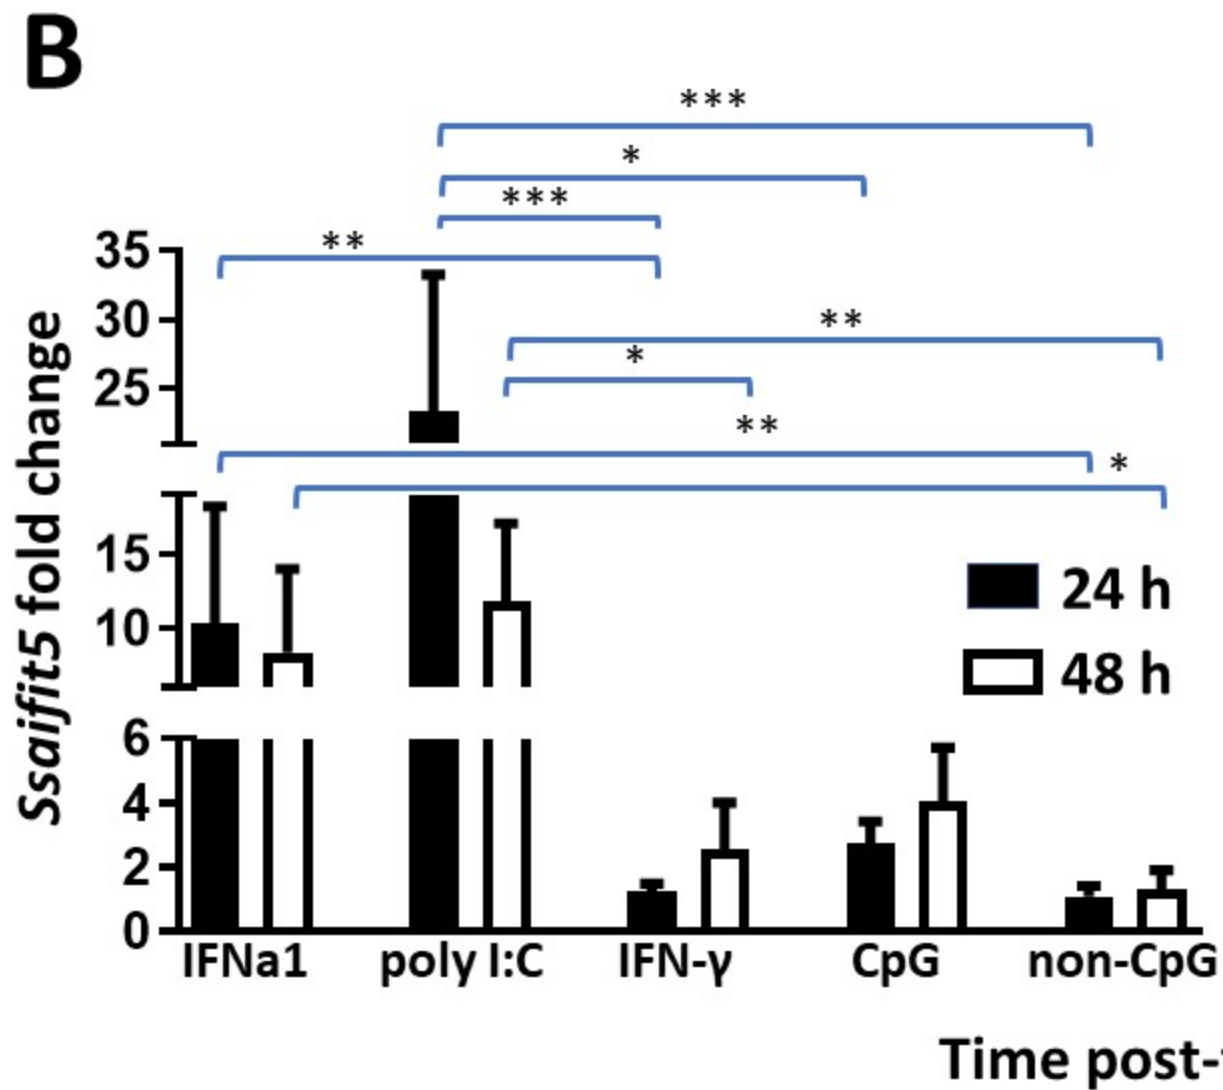 B
***
*
***
**
**
*
**
*
Ssaifit5 fold change
35
30
25
15
10
6
4
2
0
24 h
48 h
IFNa1 poly I:C IFN-γ CpG non-CpG
Time post-